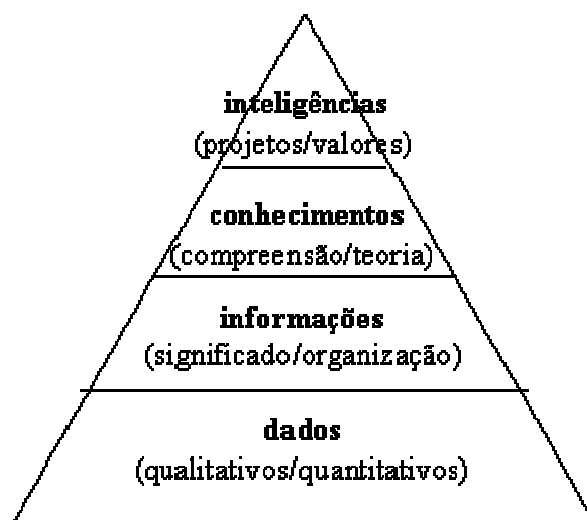 inteligências
(projetos/valores)
conhecimentos
(compreensão/teoria)
informações
(significado/organização)
dados
(qualitativos/quantitativos)